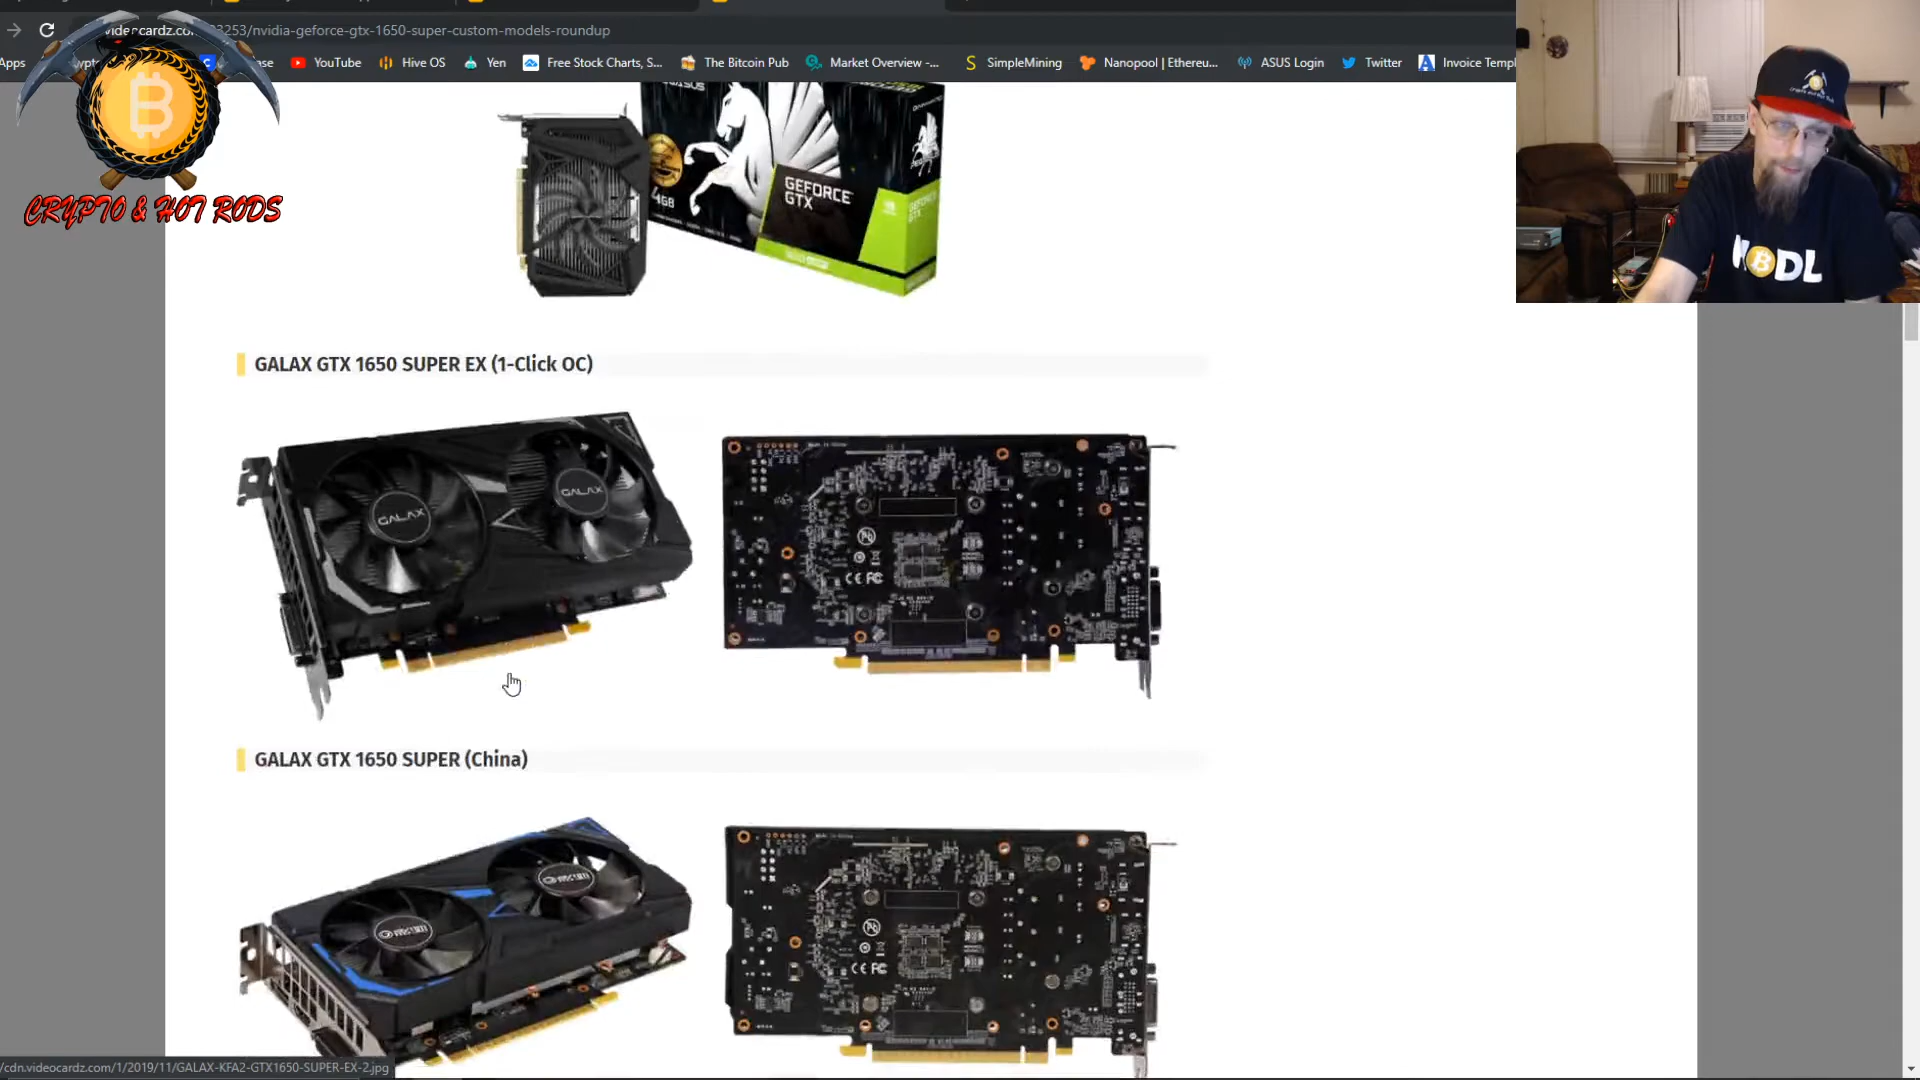 videocardz.co
3253/nvidia-geforce-gtx-1650-super-custom-models-roundup
Apps
YouTube
Hive OS
Yen
Free Stock Charts, S...
The Bitcoin Pub
Market Overview -...
SimpleMining
Nanopool | Ethereu...
ASUS Login
Twitter
Invoice Templ
CRYPTO & HOT RODS
4GB
GEFORCE
GTX
GALAX GTX 1650 SUPER EX (1-Click OC)
GALAX
GALAX
CE FC
GALAX GTX 1650 SUPER (China)
CE FC
HODL
/cdn.videocardz.com/1/2019/11/GALAX-KFA2-GTX1650-SUPER-EX-2.jpg